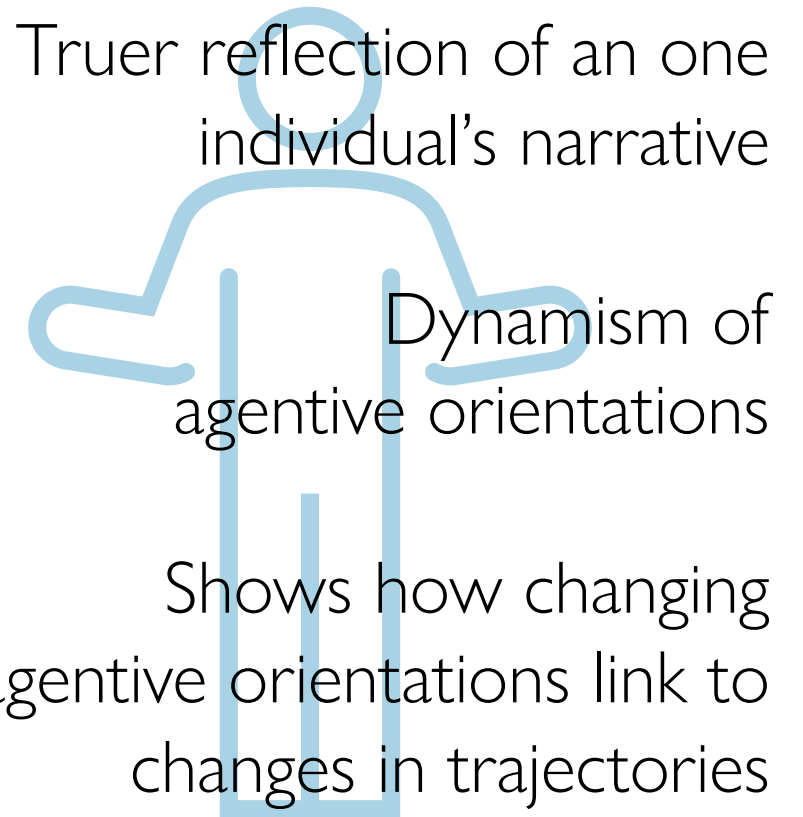 Truer reflection of an one
individual’s narrative
Dynamism of
agentive orientations
Shows how changing
agentive orientations link to
changes in trajectories